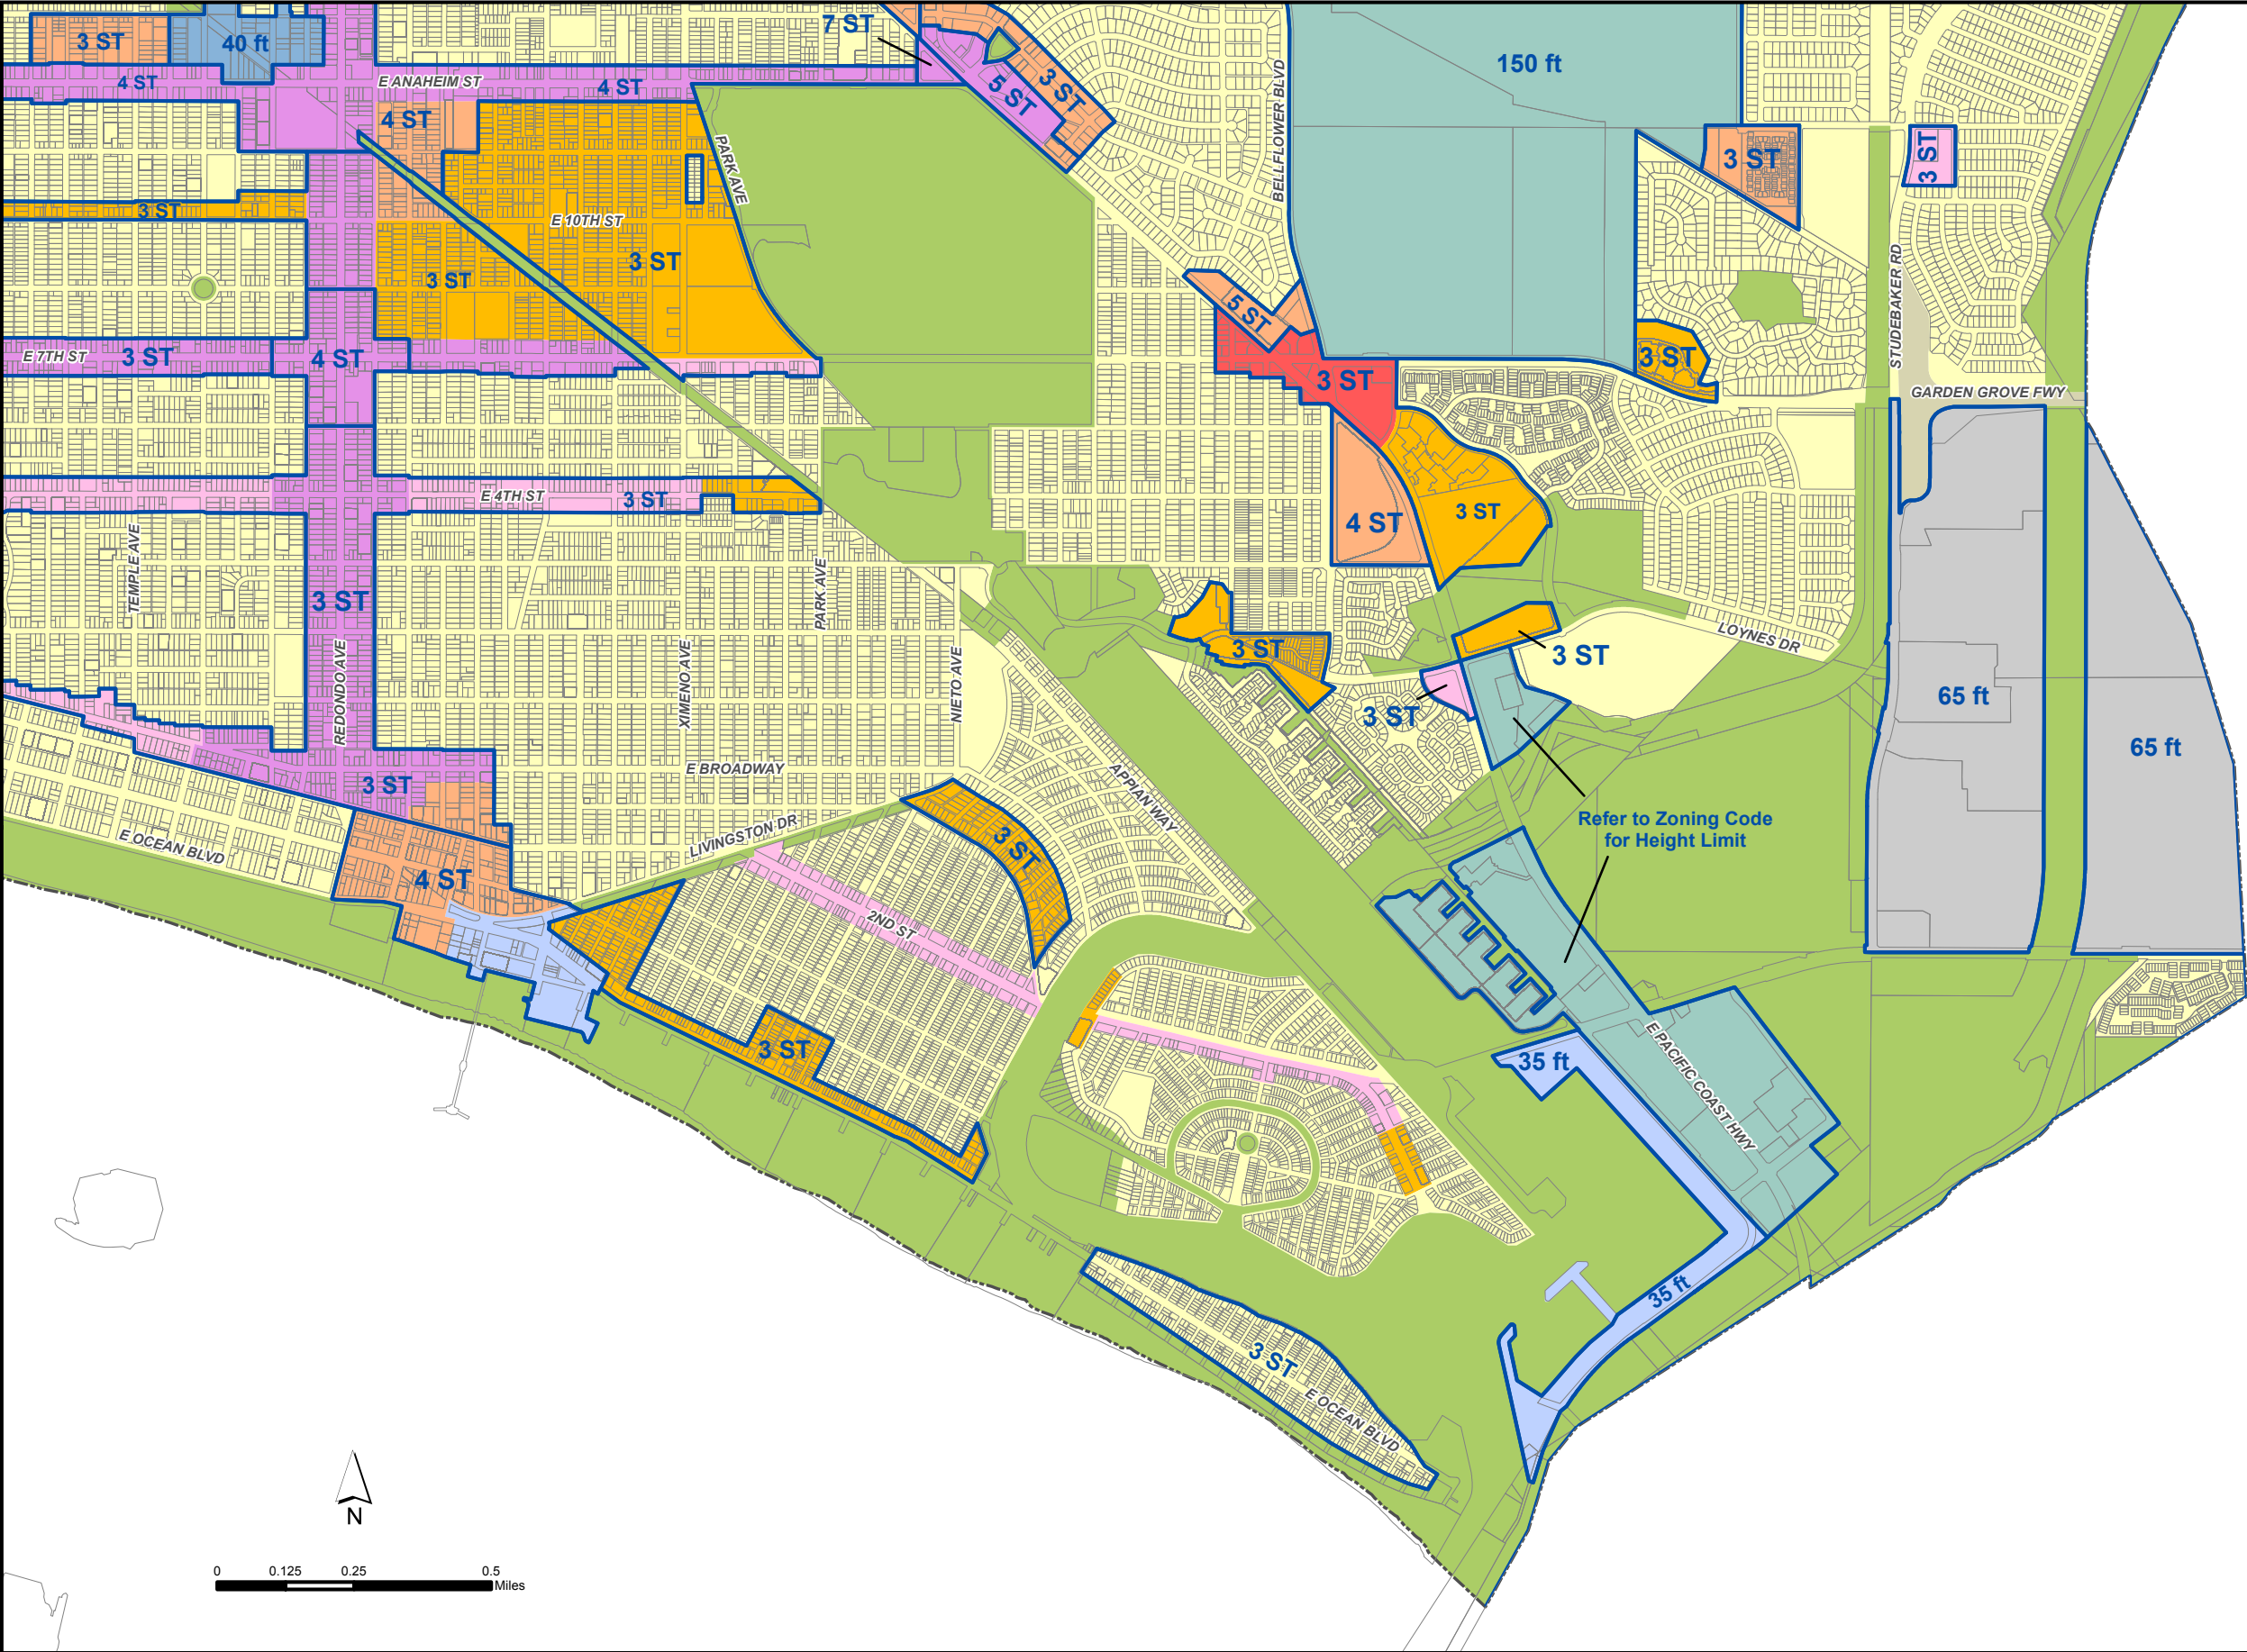 7 ST
3 ST
40 ft
150 ft
4 ST
E ANAHEIM ST
4 ST
5 ST
3 ST
BELLFLOWER BLVD
4 ST
PARK AVE
3 ST
3 ST
3 ST
E 10TH ST
3 ST
3 ST
5 ST
STUDEBAKER RD
E 7TH ST
3 ST
4 ST
3 ST
3 ST
GARDEN GROVE FWY
E 4TH ST
3 ST
4 ST
3 ST
TEMPLE AVE
3 ST
PARK AVE
REDONDO AVE
XIMENO AVE
NIETO AVE
3 ST
3 ST
LOYNES DR
3 ST
65 ft
65 ft
3 ST
E BROADWAY
APPIAN WAY
Refer to Zoning Code
for Height Limit
E OCEAN BLVD
LIVINGSTON DR
3 ST
4 ST
2ND ST
3 ST
35 ft
E PACIFIC COAST HWY
35 ft
3 ST
E OCEAN BLVD
N
0 0.125 0.25 0.5
Miles